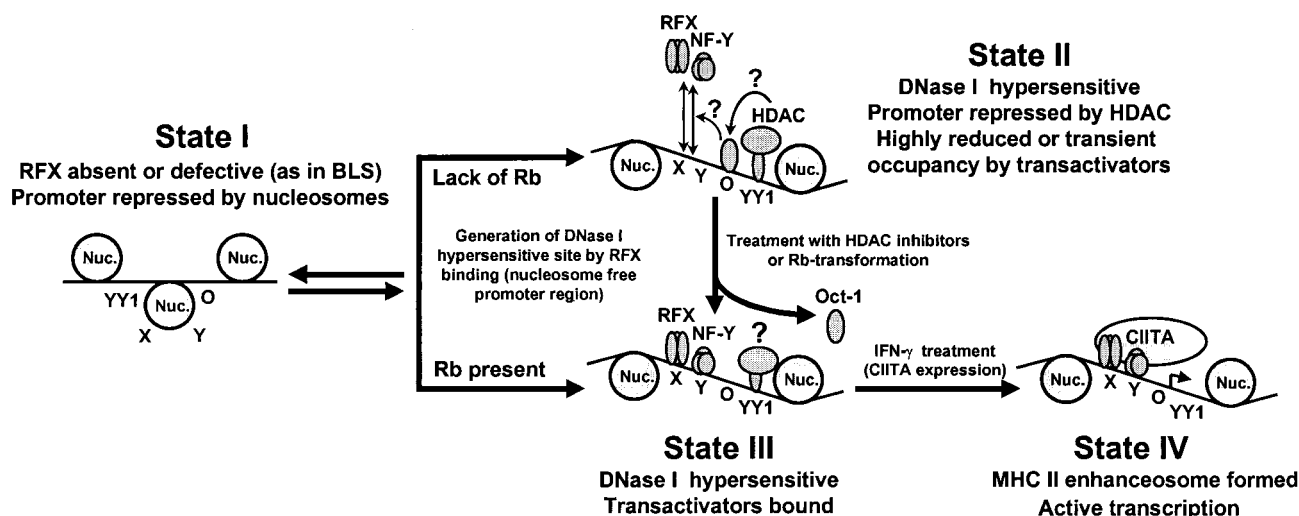 State I
RFX absent or defective (as in BLS)
Promoter repressed by nucleosomes
Nuc.
Nuc.
YY1
Nuc.
O
X
Y
Lack of Rb
Generation of DNase I
hypersensitive site by RFX
binding (nucleosome free
promoter region)
Rb present
RFX
NF-Y
?
?
HDAC
Nuc.
X
Y
O
YY1
Nuc.
State II
DNase I hypersensitive
Promoter repressed by HDAC
Highly reduced or transient
occupancy by transactivators
Treatment with HDAC inhibitors
or Rb-transformation
Oct-1
RFX
NF-Y
?
Nuc.
X
Y
O
YY1
Nuc.
State III
DNase I hypersensitive
Transactivators bound
IFN-γ treatment
(CIITA expression)
CIITA
Nuc.
X
Y
O
YY1
Nuc.
State IV
MHC II enhanceosome formed
Active transcription